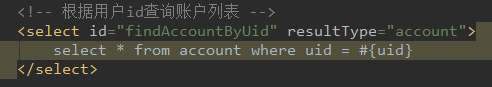 <!-- 根据用户id查询账户列表 -->
<select id="findAccountByUid" resultType="account">
select * from account where uid = #{uid}
</select>